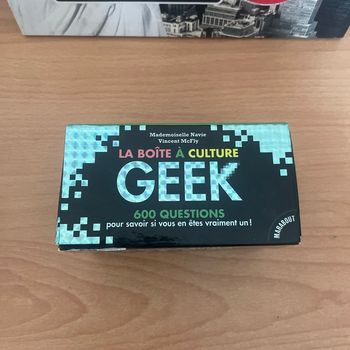 Mademoiselle Navie
Vincent McFly
LA BOÎTE À CULTURE
GEEK
600 QUESTIONS
pour savoir si vous en êtes vraiment un !
MARABOUT